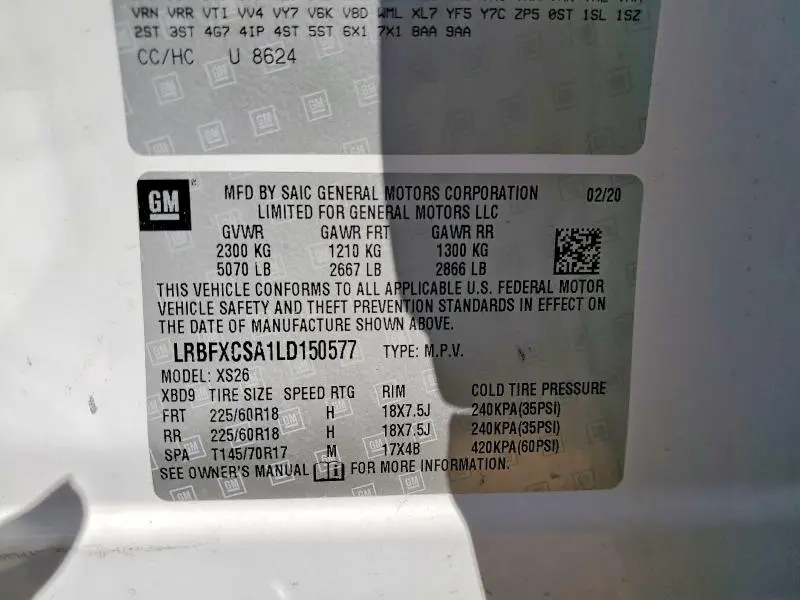 VRN VRR VTI VV4 VY7 V6K V8D WML XL7 YF5 Y7C ZP5 0ST 1SL 1SZ
2ST 3ST 4G7 4IP 4ST 5ST 6X1 7X1 8AA 9AA
CC/HC U 8624
GM MFD BY SAIC GENERAL MOTORS CORPORATION 02/20
LIMITED FOR GENERAL MOTORS LLC
GVWR GAWR FRT GAWR RR
2300 KG 1210 KG 1300 KG
5070 LB 2667 LB 2866 LB
THIS VEHICLE CONFORMS TO ALL APPLICABLE U.S. FEDERAL MOTOR
VEHICLE SAFETY AND THEFT PREVENTION STANDARDS IN EFFECT ON
THE DATE OF MANUFACTURE SHOWN ABOVE.
LRBFXCSA1LD150577 TYPE: M.P.V.
MODEL: XS26
XBD9 TIRE SIZE SPEED RTG RIM COLD TIRE PRESSURE
FRT 225/60R18 H 18X7.5J 240KPA(35PSI)
RR 225/60R18 H 18X7.5J 240KPA(35PSI)
SPA T145/70R17 M 17X4B 420KPA(60PSI)
SEE OWNER'S MANUAL FOR MORE INFORMATION.